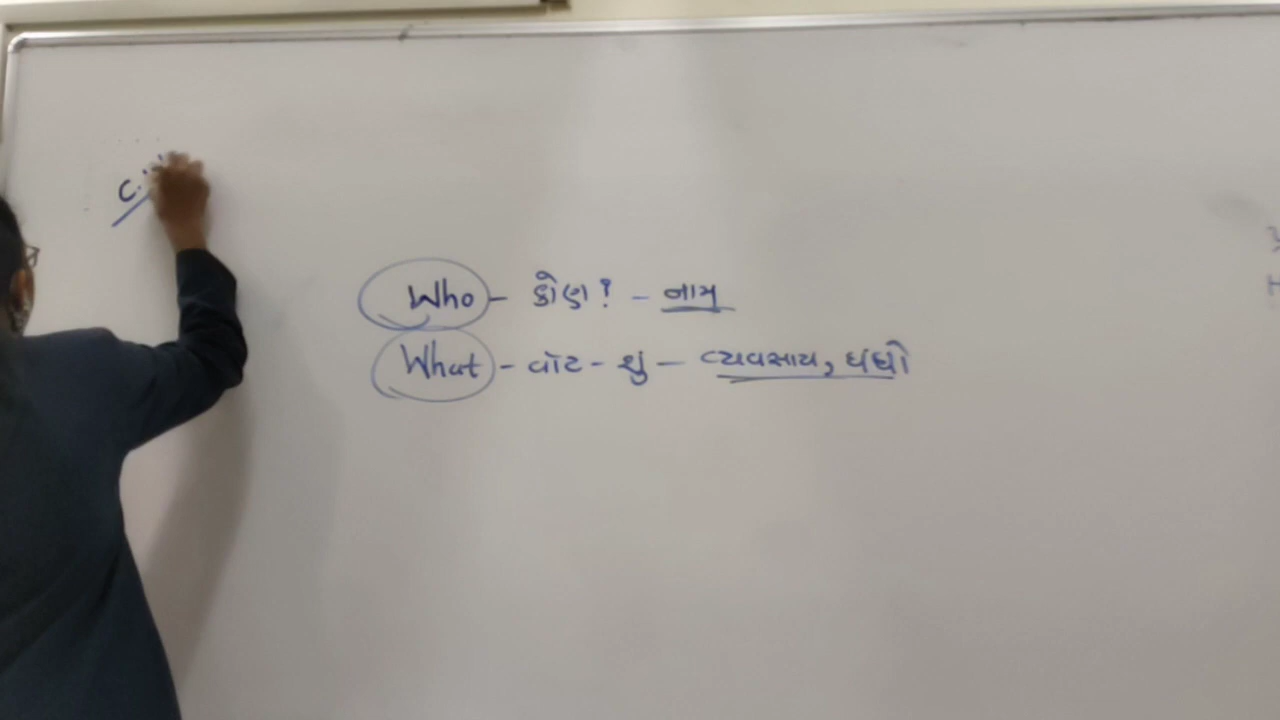 Who - કોણ? - નામ
What - વૉટ - શું - વ્યવસાય, ધંધો